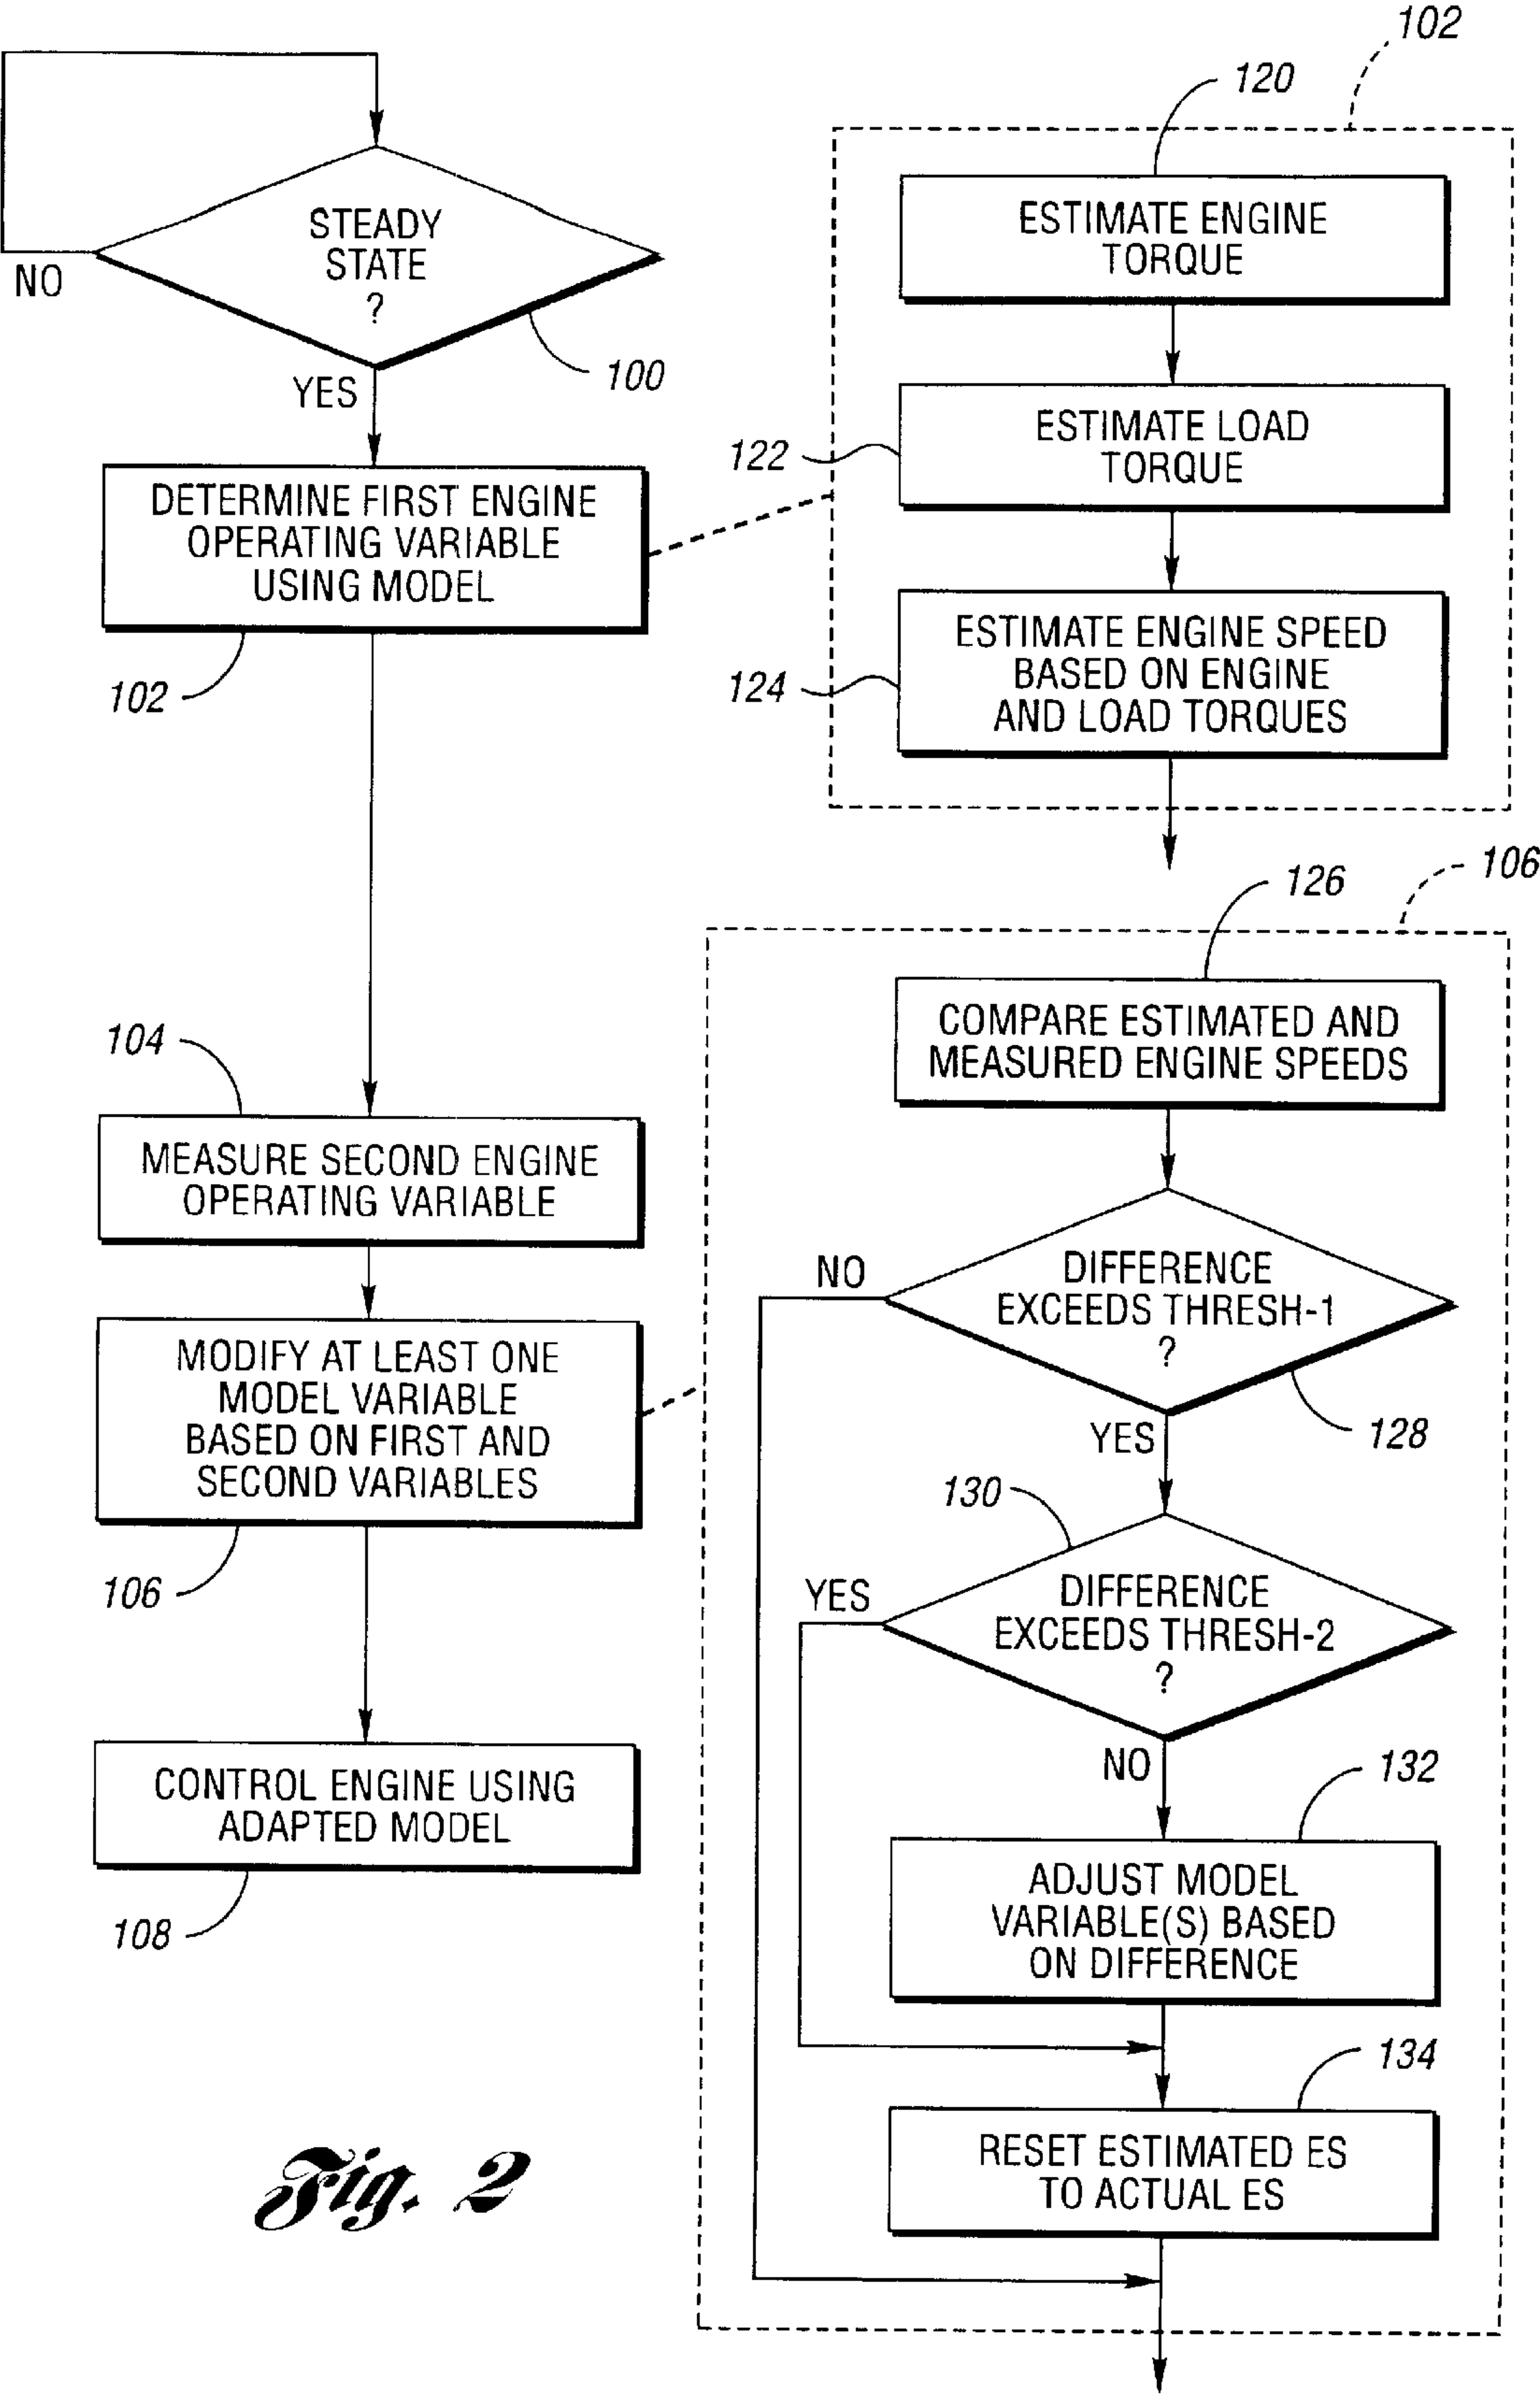 STEADY
STATE
?
NO
100
YES
DETERMINE FIRST ENGINE
OPERATING VARIABLE
USING MODEL
102
104
MEASURE SECOND ENGINE
OPERATING VARIABLE
MODIFY AT LEAST ONE
MODEL VARIABLE
BASED ON FIRST AND
SECOND VARIABLES
106
CONTROL ENGINE USING
ADAPTED MODEL
108
102
120
ESTIMATE ENGINE
TORQUE
122
ESTIMATE LOAD
TORQUE
124
ESTIMATE ENGINE SPEED
BASED ON ENGINE
AND LOAD TORQUES
106
126
COMPARE ESTIMATED AND
MEASURED ENGINE SPEEDS
NO
DIFFERENCE
EXCEEDS THRESH-1
?
128
YES
130
YES
DIFFERENCE
EXCEEDS THRESH-2
?
NO
132
ADJUST MODEL
VARIABLE(S) BASED
ON DIFFERENCE
134
RESET ESTIMATED ES
TO ACTUAL ES
Fig. 2